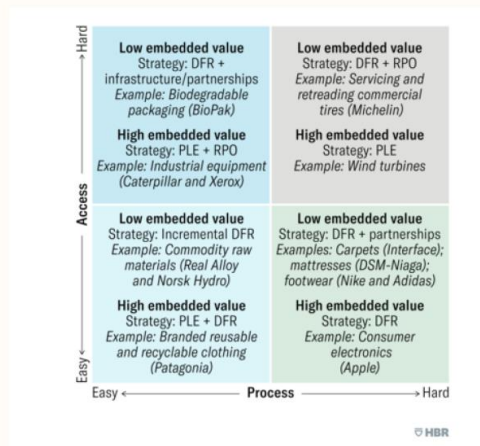 Hard
Access
Easy
Low embedded value
Strategy: DFR +
infrastructure/partnerships
Example: Biodegradable
packaging (BioPak)
High embedded value
Strategy: PLE + RPO
Example: Industrial equipment
(Caterpillar and Xerox)
Low embedded value
Strategy: DFR + RPO
Example: Servicing and
retreading commercial
tires (Michelin)
High embedded value
Strategy: PLE
Example: Wind turbines
Low embedded value
Strategy: Incremental DFR
Example: Commodity raw
materials (Real Alloy
and Norsk Hydro)
High embedded value
Strategy: PLE + DFR
Example: Branded reusable
and recyclable clothing
(Patagonia)
Low embedded value
Strategy: DFR + partnerships
Examples: Carpets (Interface);
mattresses (DSM-Niaga);
footwear (Nike and Adidas)
High embedded value
Strategy: DFR
Example: Consumer
electronics
(Apple)
Easy Process Hard
HBR